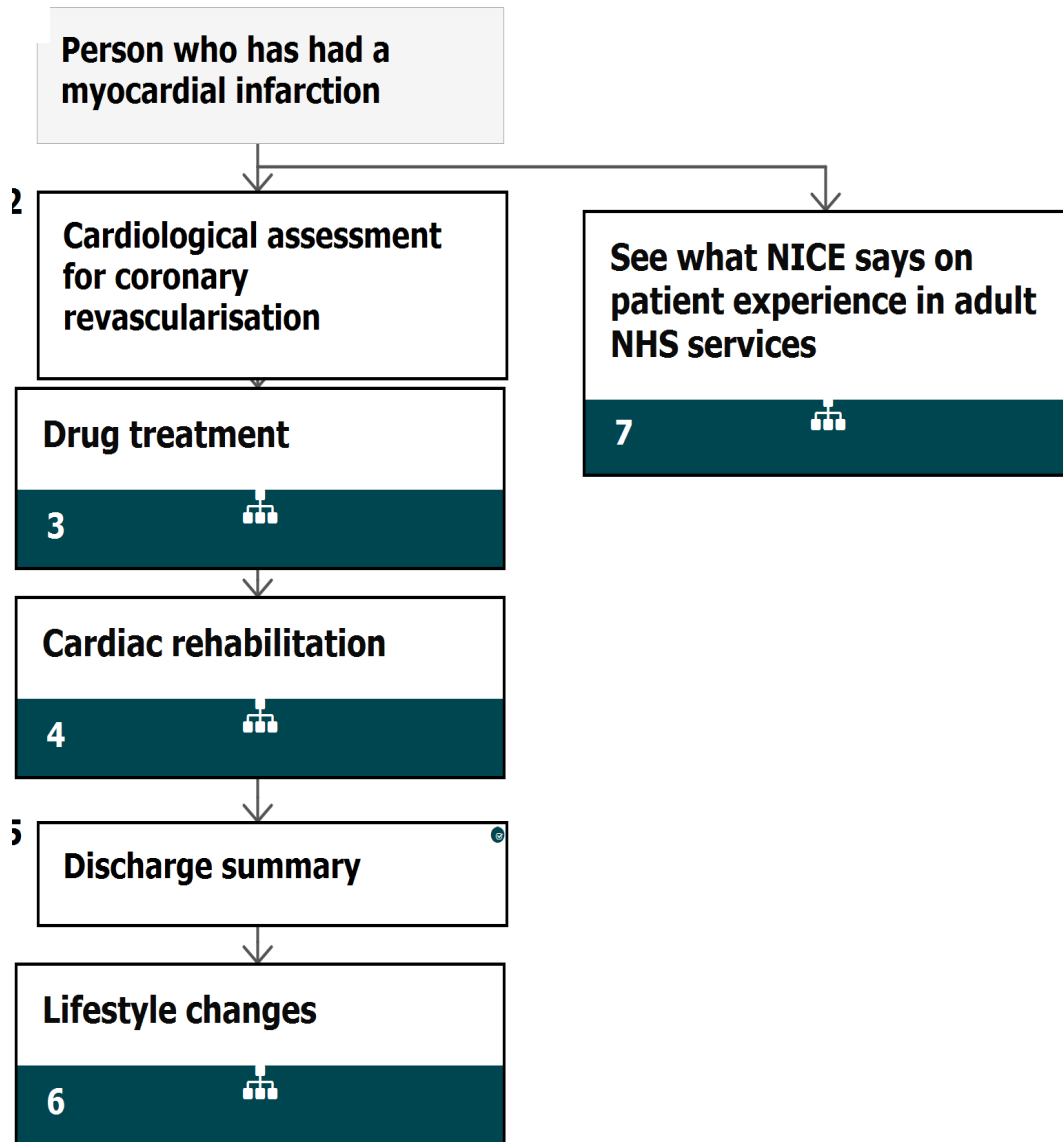 Person who has had a
myocardial infarction
2
Cardiological assessment
for coronary
revascularisation
See what NICE says on
patient experience in adult
NHS services
7
Drug treatment
3
Cardiac rehabilitation
4
5
Discharge summary
Lifestyle changes
6